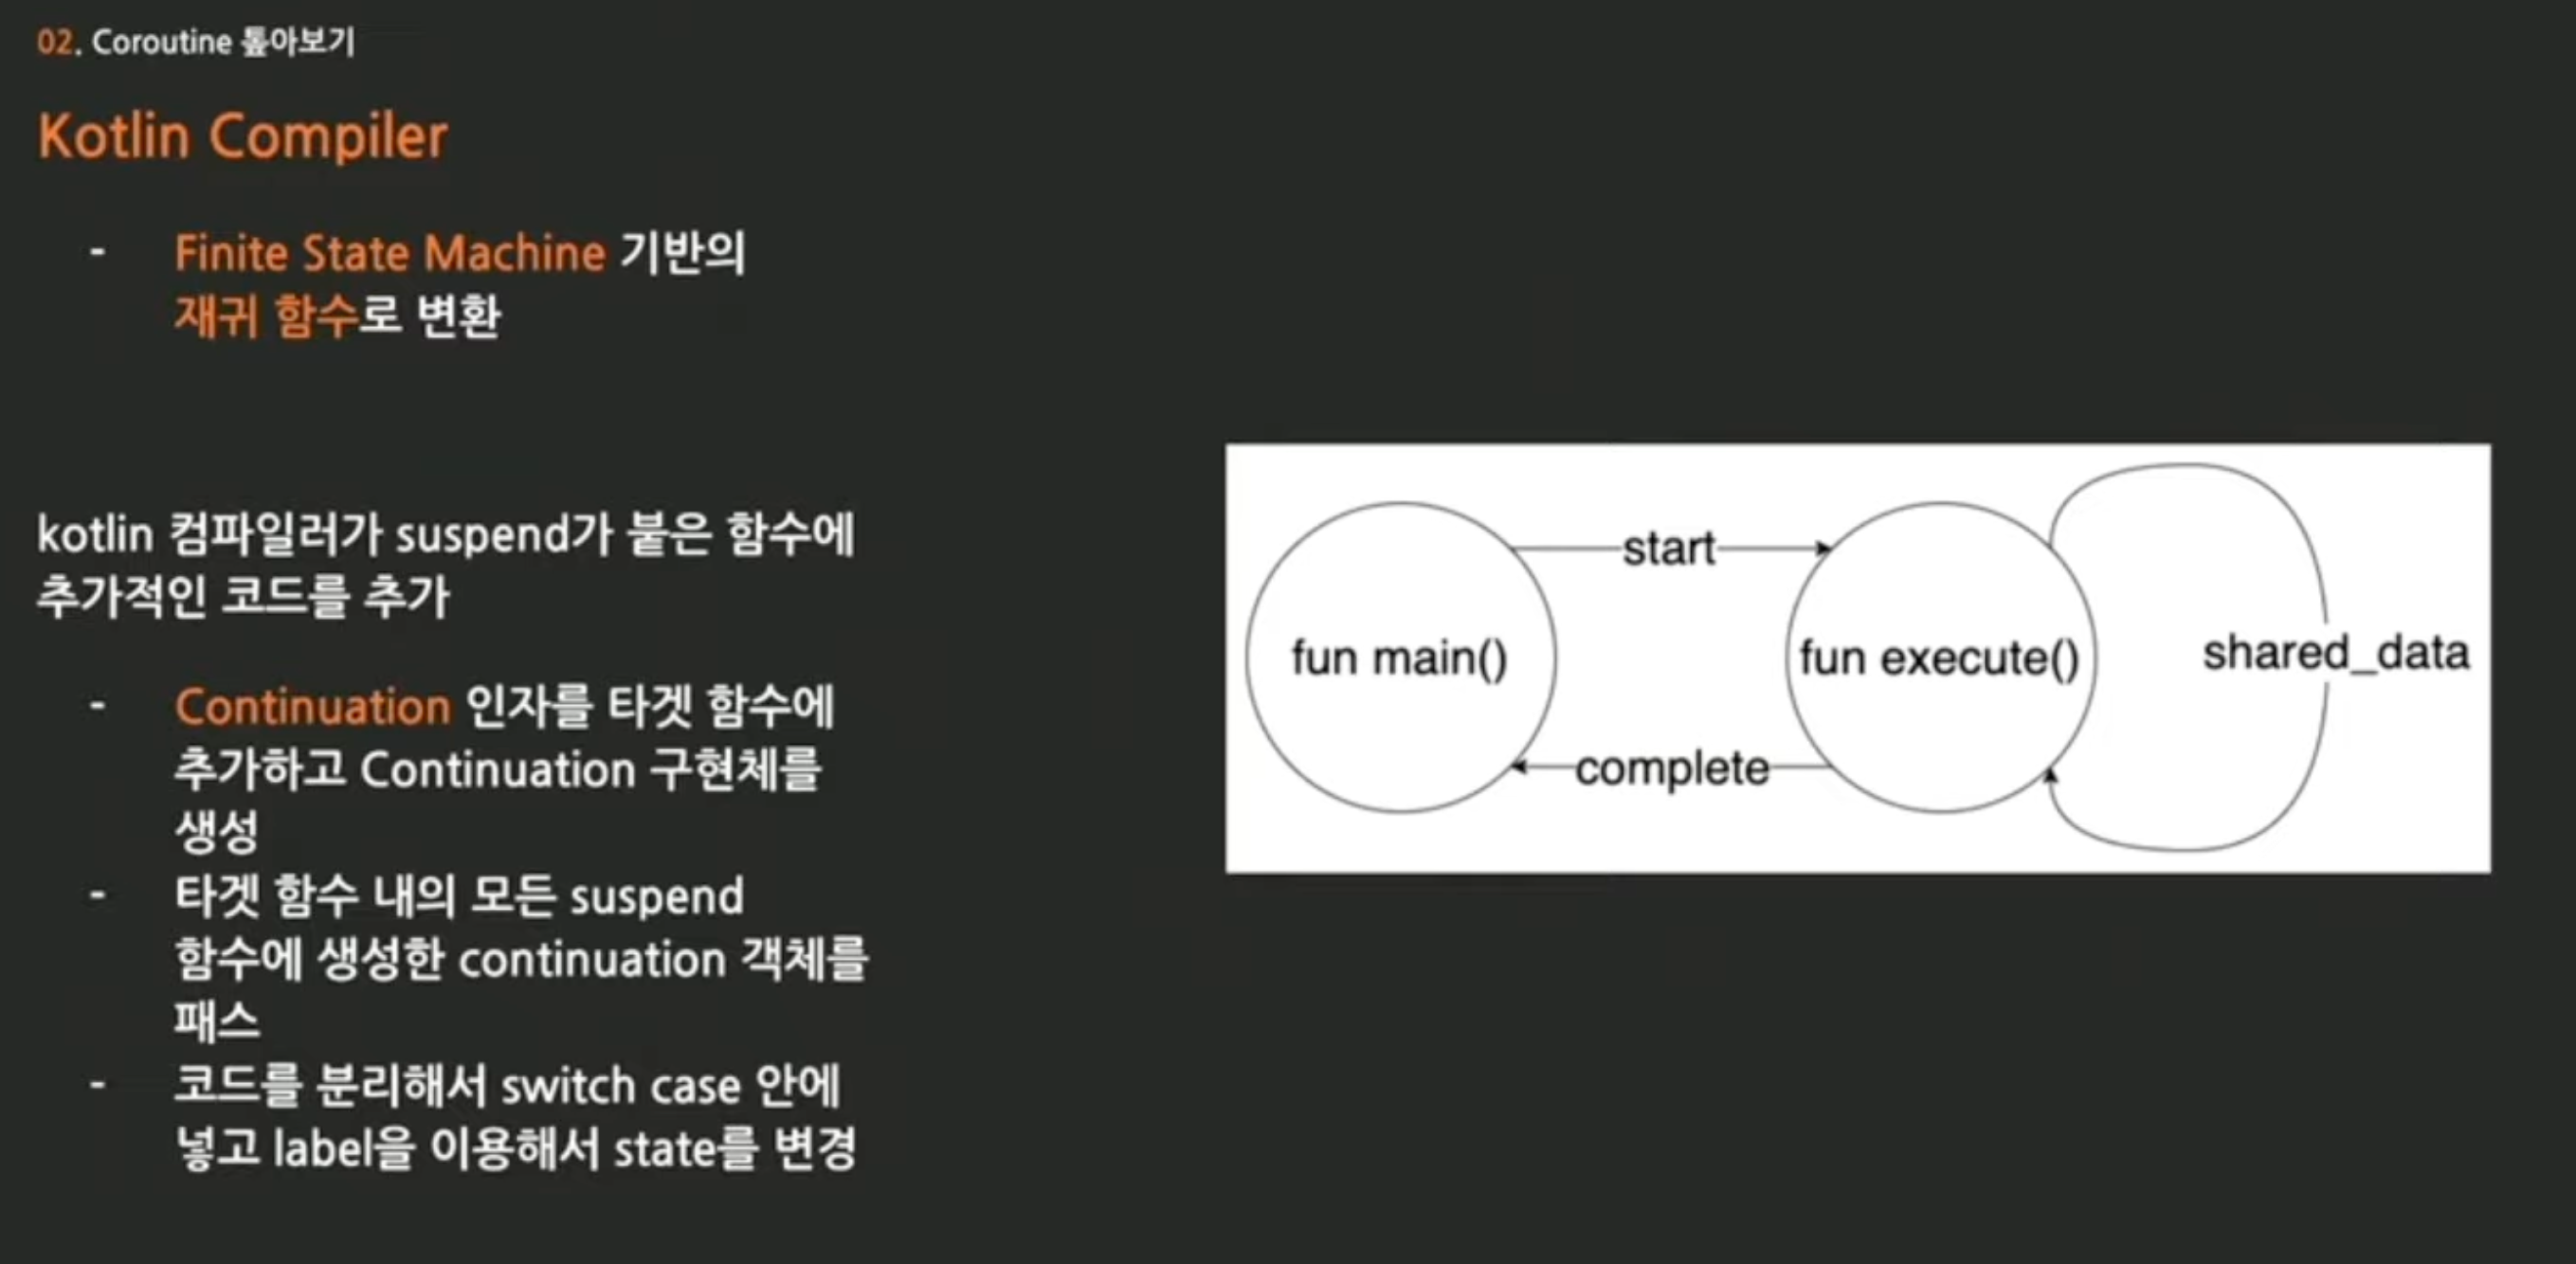 02. Coroutine 톺아보기
Kotlin Compiler
- Finite State Machine 기반의
재귀 함수로 변환
kotlin 컴파일러가 suspend가 붙은 함수에
추가적인 코드를 추가
- Continuation 인자를 타겟 함수에
추가하고 Continuation 구현체를
생성
- 타겟 함수 내의 모든 suspend
함수에 생성한 continuation 객체를
패스
- 코드를 분리해서 switch case 안에
넣고 label을 이용해서 state를 변경
start
fun main()
fun execute()
shared_data
complete